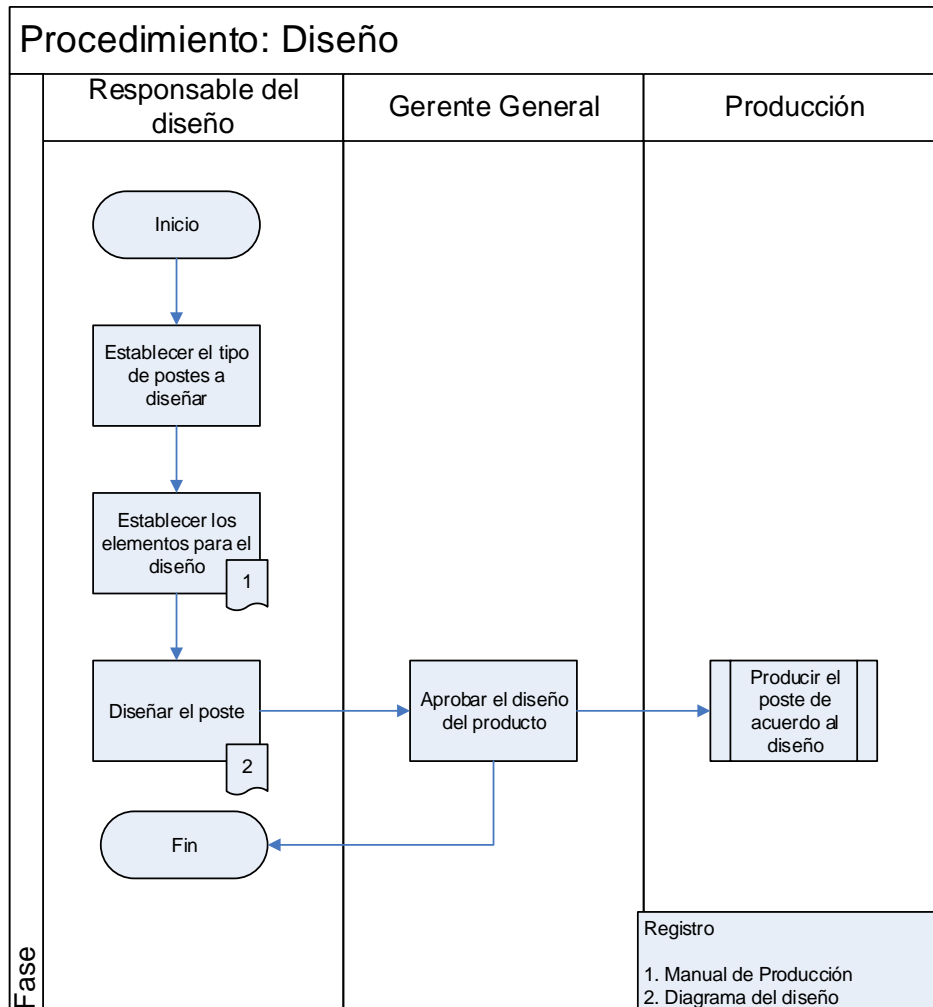 Procedimiento: Diseño
Responsable del
diseño
Gerente General
Producción
Inicio
Establecer el tipo
de postes a
diseñar
Establecer los
elementos para el
diseño
1
Diseñar el poste
2
Aprobar el diseño
del producto
Producir el
poste de
acuerdo al
diseño
Fin
Fase
Registro
1. Manual de Producción
2. Diagrama del diseño